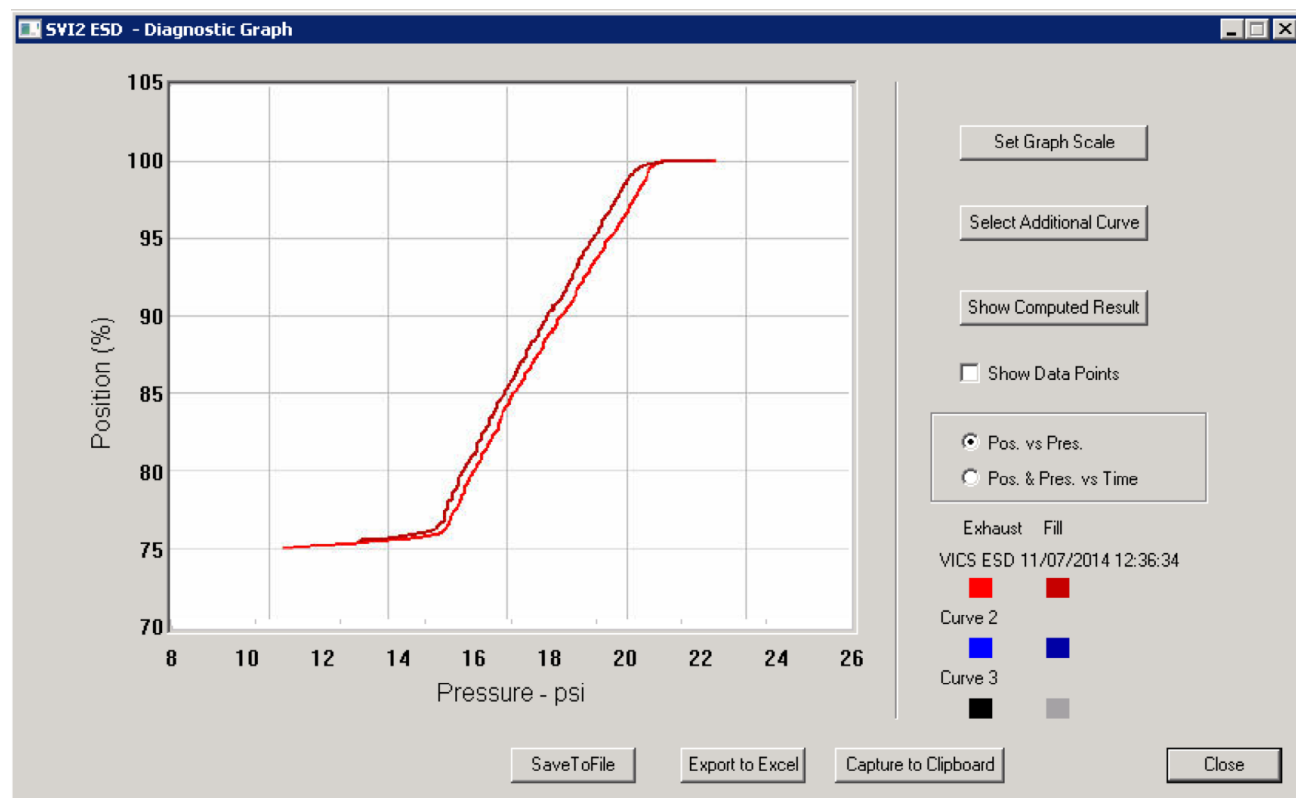 SVI2 ESD - Diagnostic Graph
105
100
95
90
85
80
75
70
Position (%)
8 10 12 14 16 18 20 22 24 26
Pressure - psi
Set Graph Scale
Select Additional Curve
Show Computed Result
Show Data Points
Pos. vs Pres.
Pos. & Pres. vs Time
Exhaust Fill
VICS ESD 11/07/2014 12:36:34
Curve 2
Curve 3
SaveToFile
Export to Excel
Capture to Clipboard
Close